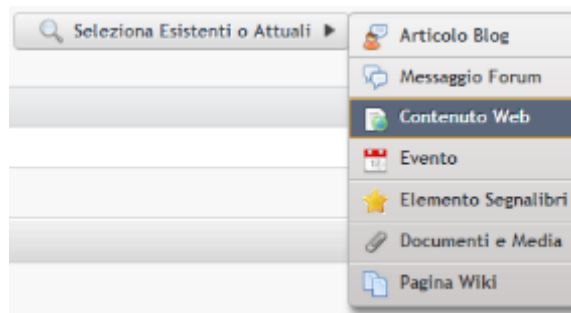 Seleziona Esistenti o Attuali
Articolo Blog
Messaggio Forum
Contenuto Web
Evento
Elemento Segnalibri
Documenti e Media
Pagina Wiki